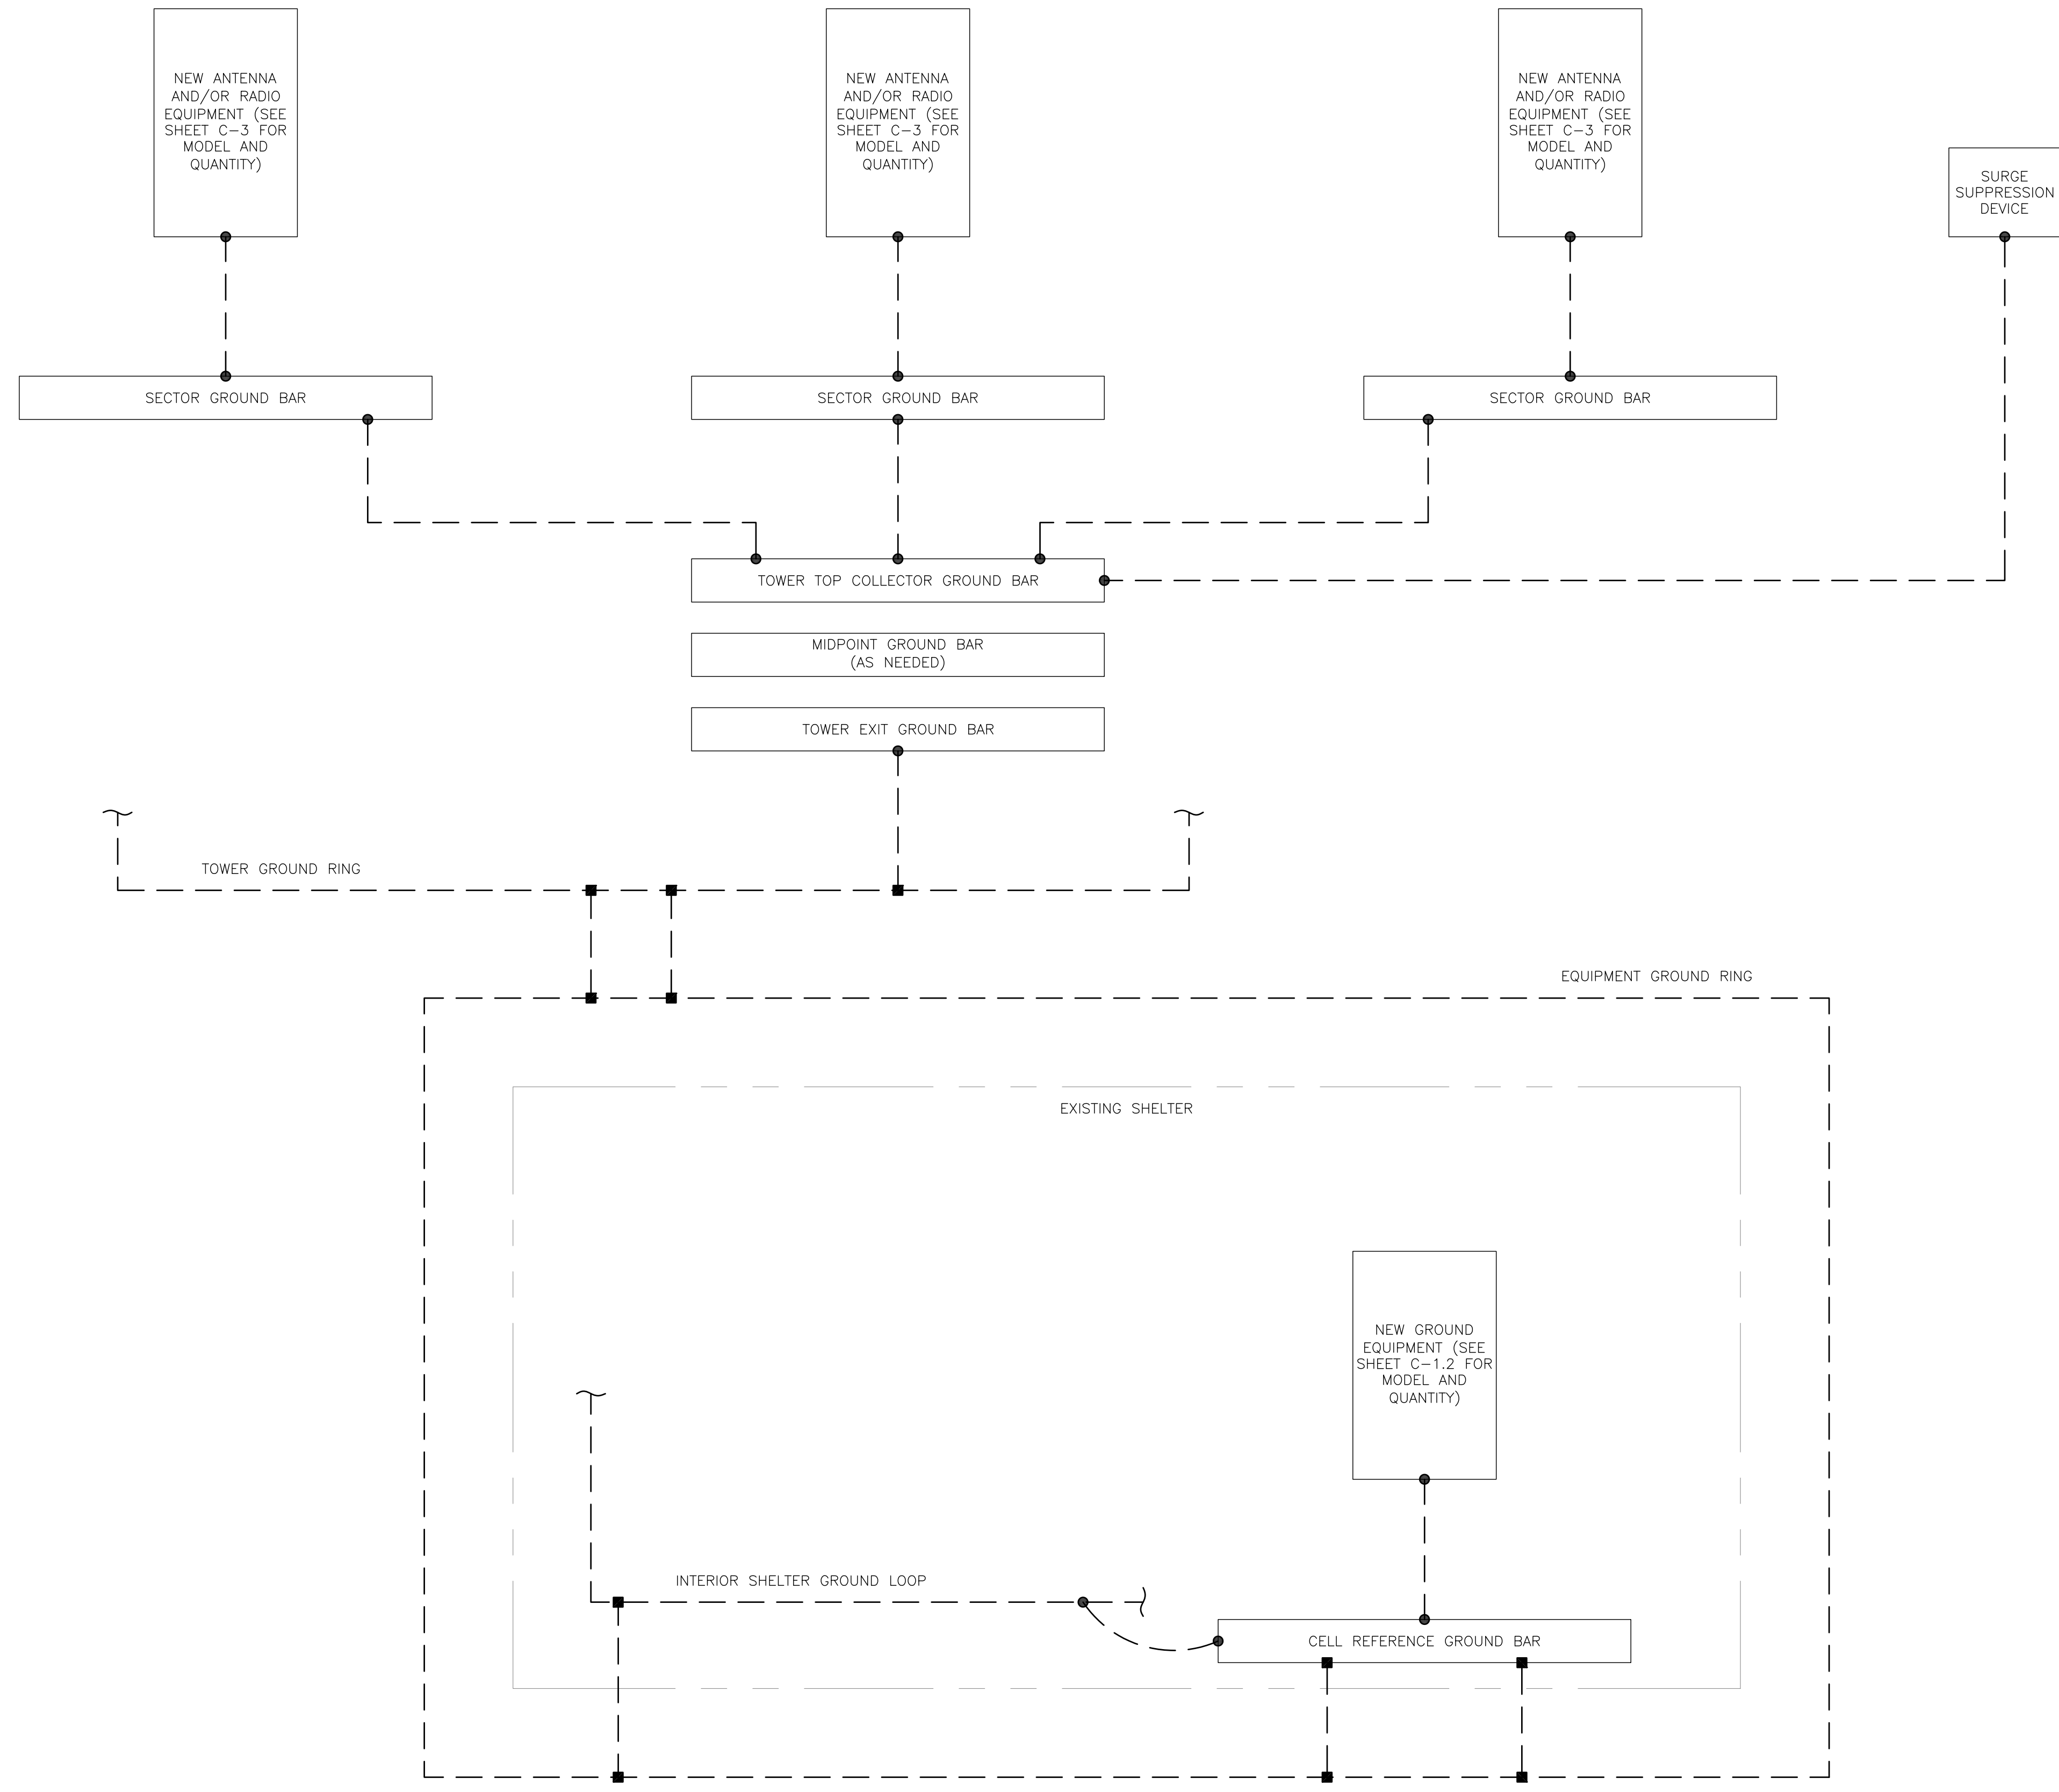 NEW ANTENNA
AND/OR RADIO
EQUIPMENT (SEE
SHEET C-3 FOR
MODEL AND
QUANTITY)
NEW ANTENNA
AND/OR RADIO
EQUIPMENT (SEE
SHEET C-3 FOR
MODEL AND
QUANTITY)
NEW ANTENNA
AND/OR RADIO
EQUIPMENT (SEE
SHEET C-3 FOR
MODEL AND
QUANTITY)
SURGE
SUPPRESSION
DEVICE
SECTOR GROUND BAR
SECTOR GROUND BAR
SECTOR GROUND BAR
TOWER TOP COLLECTOR GROUND BAR
MIDPOINT GROUND BAR
(AS NEEDED)
TOWER EXIT GROUND BAR
TOWER GROUND RING
EQUIPMENT GROUND RING
EXISTING SHELTER
NEW GROUND
EQUIPMENT (SEE
SHEET C-1.2 FOR
MODEL AND
QUANTITY)
INTERIOR SHELTER GROUND LOOP
CELL REFERENCE GROUND BAR